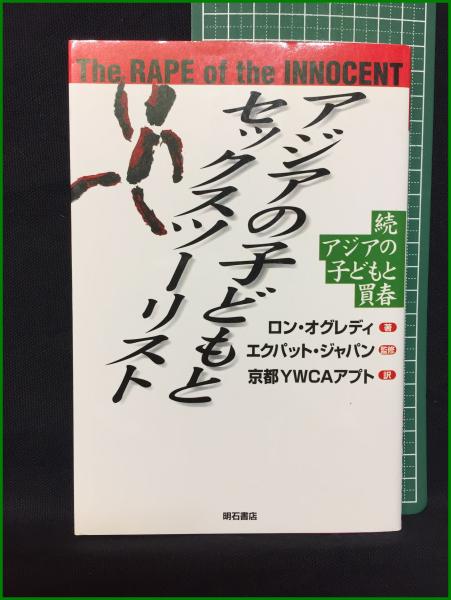 The RAPE of the INNOCENT
アジアの子どもと
セックスツーリスト
続
アジアの
子どもと
買春
ロン・オグレディ 著
エクパット・ジャパン 監修
京都YWCAアプト 訳
明石書店